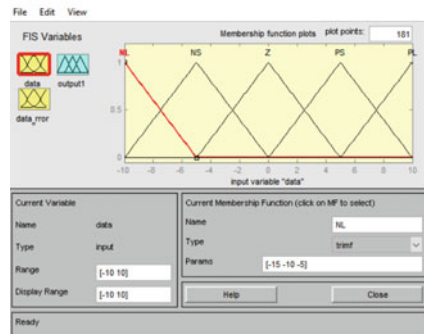 File Edit View
FIS Variables
Membership function plots plot points: 181
data
output1
data_rror
NL NS Z PS PL
1
0.5
0
-10 -8 -6 -4 -2 0 2 4 6 8 10
input variable "data"
Current Variable
Name data
Type input
Range [-10 10]
Display Range [-10 10]
Current Membership Function (click on MF to select)
Name NL
Type trimf
Params [-15 -10 -5]
Help Close
Ready